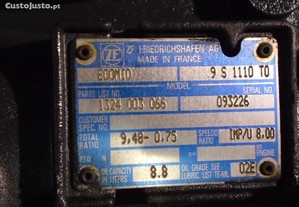 CustoJusto.pt
ZF FRIEDRICHSHAFEN AG
MADE IN FRANCE
ECOMID 9 S 1110 TO
MODEL
PARTS LIST NO SERIAL NO
1324 003 066 093226
CUSTOMER
SPEC. NO.
TOTAL RATIO 9.48-0.75 SPEEDO RATIO IMP/U 8.00
P.T.O N ENGINE
OIL CAPACITY IN LITERS 8.8 OIL GRADE SEE LUBRIC. LIST TE-ML 02E